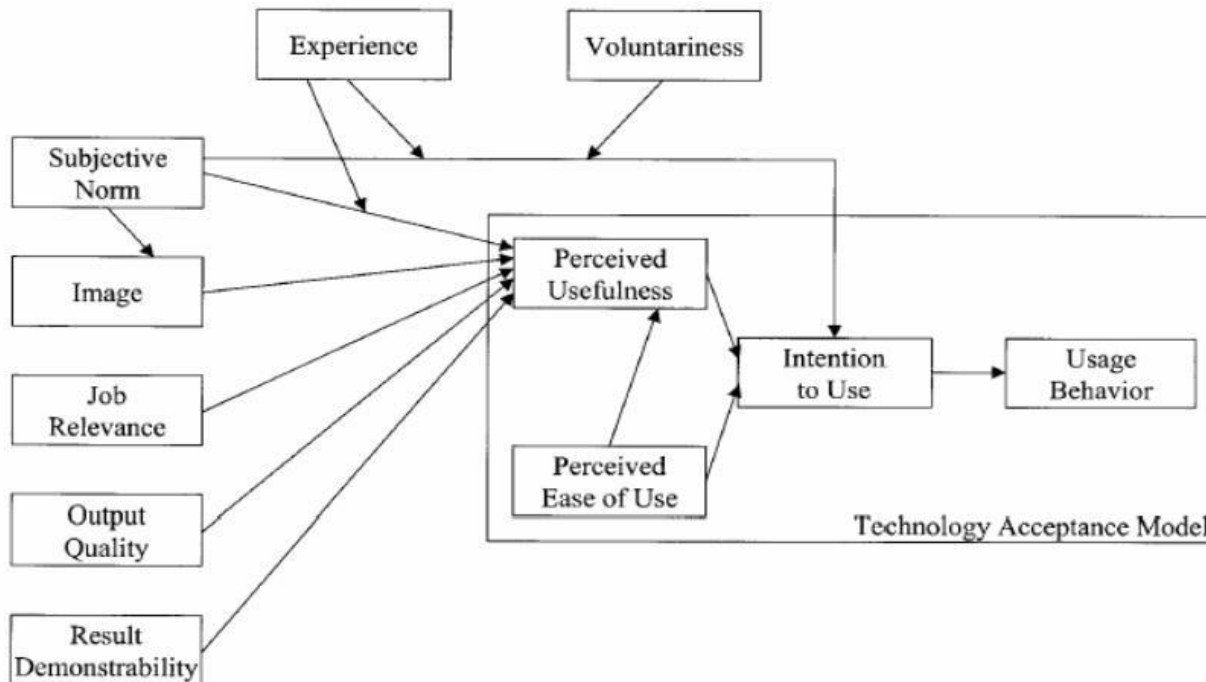 Experience
Voluntariness
Subjective
Norm
Image
Job
Relevance
Output
Quality
Result
Demonstrability
Perceived
Usefulness
Perceived
Ease of Use
Intention
to Use
Usage
Behavior
Technology Acceptance Model